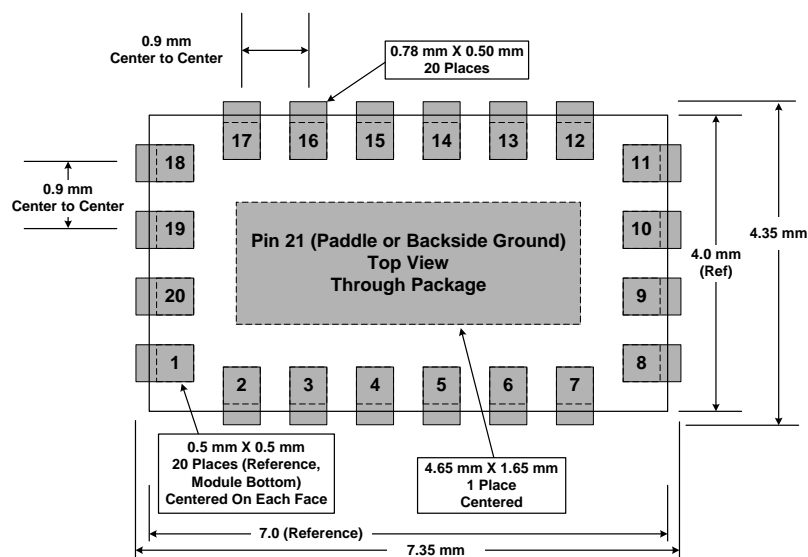 0.9 mm
Center to Center
0.78 mm X 0.50 mm
20 Places
17
16
15
14
13
12
18
11
0.9 mm
Center to Center
19
10
Pin 21 (Paddle or Backside Ground)
Top View
Through Package
4.0 mm
(Ref)
4.35 mm
20
9
1
8
2
3
4
5
6
7
0.5 mm X 0.5 mm
20 Places (Reference,
Module Bottom)
Centered On Each Face
4.65 mm X 1.65 mm
1 Place
Centered
7.0 (Reference)
7.35 mm